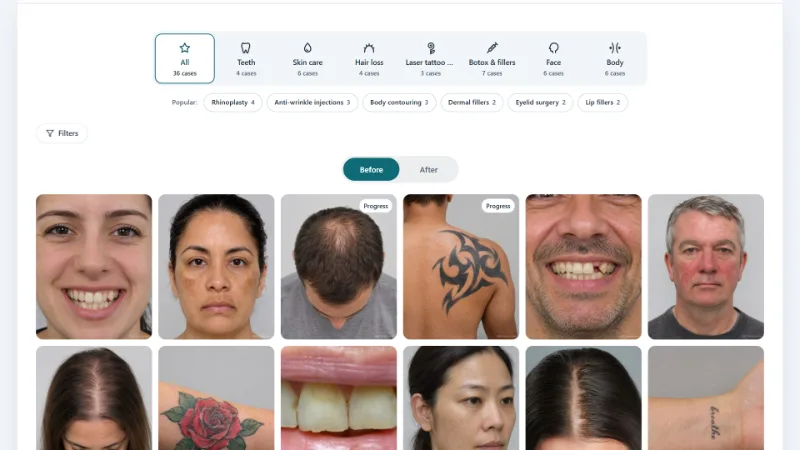 All
36 cases
Teeth
4 cases
Skin care
6 cases
Hair loss
4 cases
Laser tattoo ...
3 cases
Botox & fillers
7 cases
Face
6 cases
Body
6 cases
Popular: Rhinoplasty 4 Anti-wrinkle injections 3 Body contouring 3 Dermal fillers 2 Eyelid surgery 2 Lip fillers 2
Filters
Before After
Progress
Progress
breathe